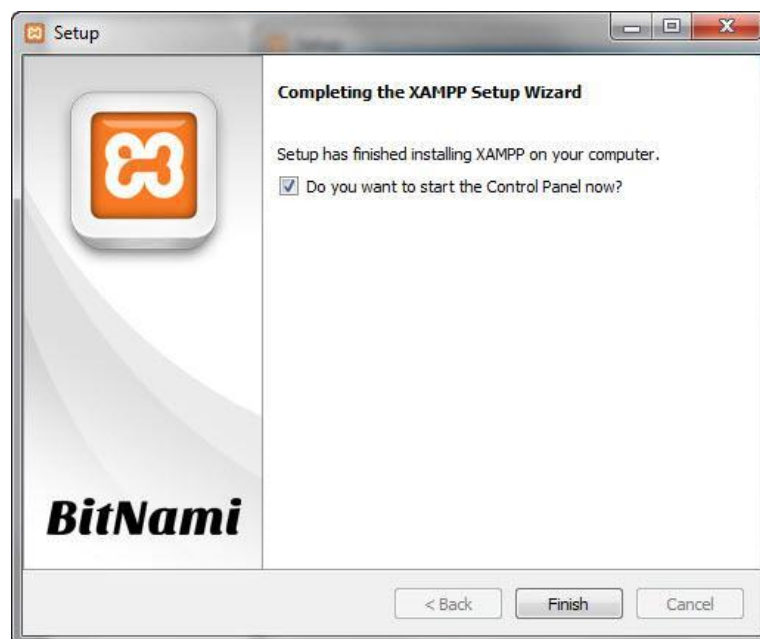 Setup
Completing the XAMPP Setup Wizard
Setup has finished installing XAMPP on your computer.
Do you want to start the Control Panel now?
BitNami
< Back
Finish
Cancel